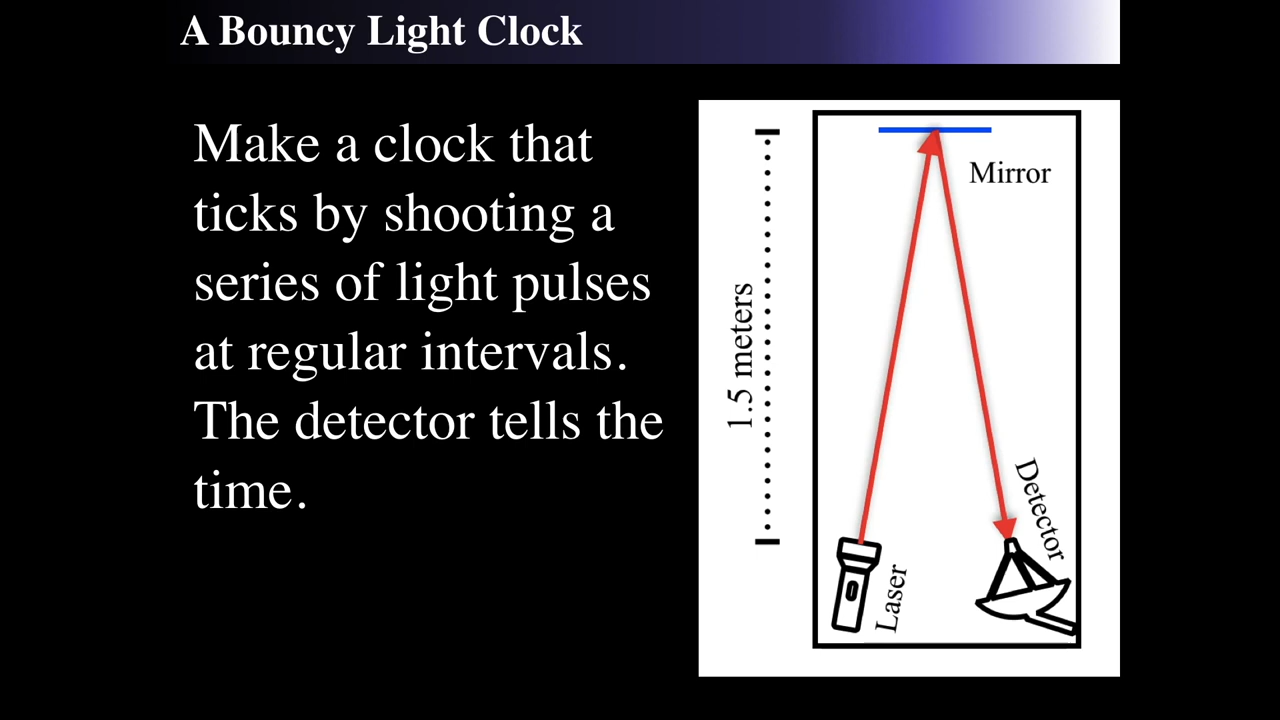 A Bouncy Light Clock
Make a clock that
ticks by shooting a
series of light pulses
at regular intervals.
The detector tells the
time.
Mirror
1.5 meters
Detector
Laser